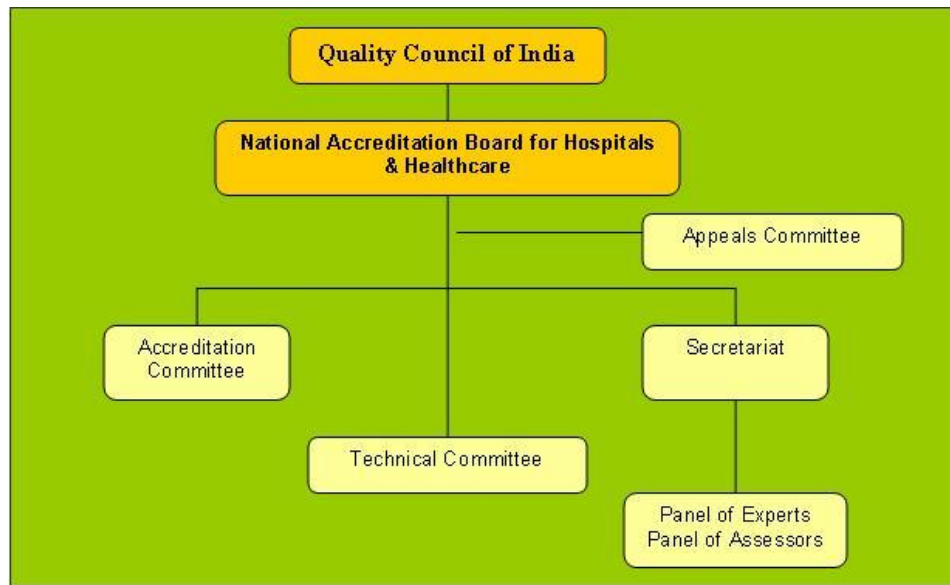 Quality Council of India
National Accreditation Board for Hospitals
& Healthcare
Appeals Committee
Accreditation
Committee
Secretariat
Technical Committee
Panel of Experts
Panel of Assessors